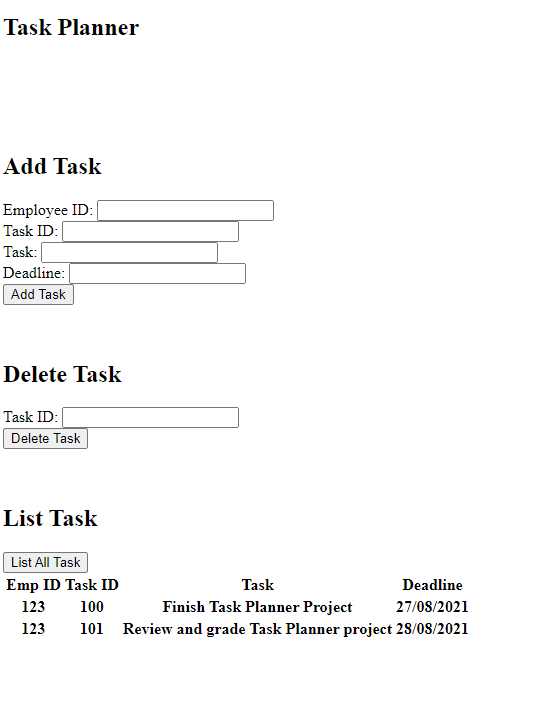 Task Planner
Add Task
Employee ID:
Task ID:
Task:
Deadline:
Add Task
Delete Task
Task ID:
Delete Task
List Task
List All Task
Emp ID Task ID Task Deadline
123 100 Finish Task Planner Project 27/08/2021
123 101 Review and grade Task Planner project 28/08/2021